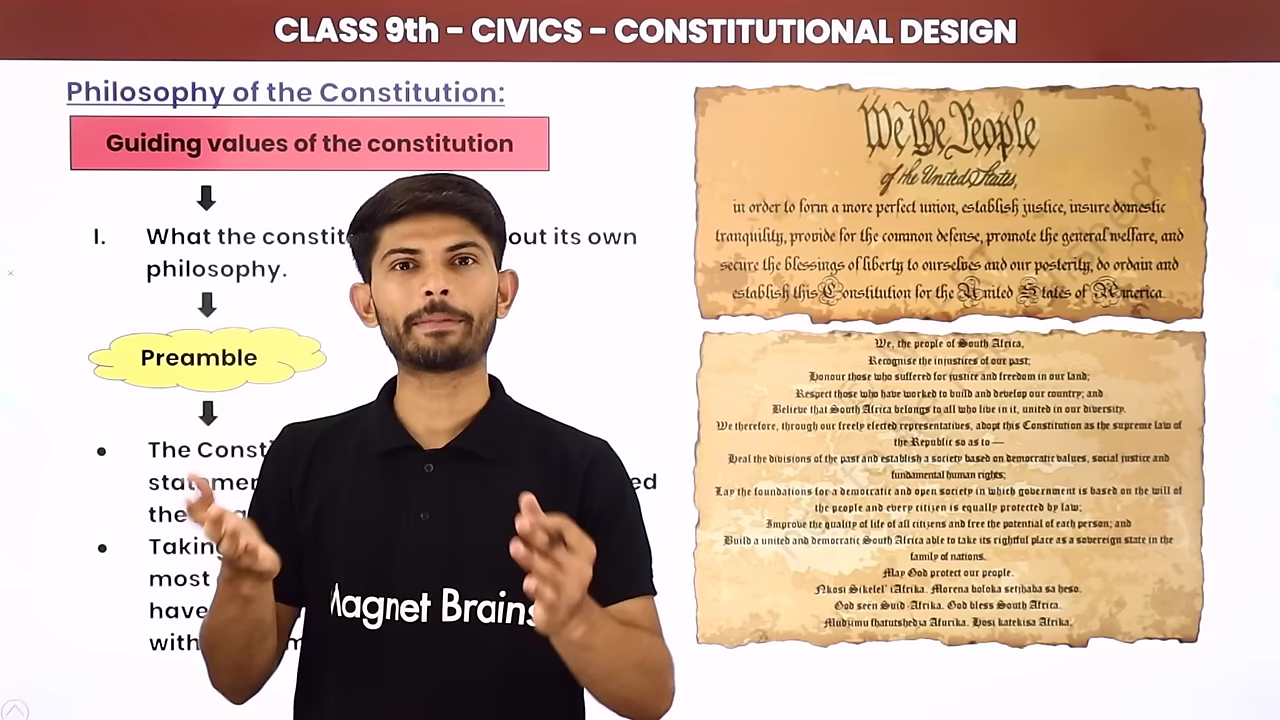 CLASS 9th – CIVICS – CONSTITUTIONAL DESIGN
Philosophy of the Constitution:
Guiding values of the constitution
I. What the constit out its own
philosophy.
Preamble
• The Const
statemer ed
the
• Taking
most
have
with m
Magnet Brains
We the People
of the United States,
in order to form a more perfect union, establish justice, insure domestic
tranquility, provide for the common defense, promote the general welfare, and
secure the blessings of liberty to ourselves and our posterity, do ordain and
establish this Constitution for the United States of America.
We, the people of South Africa,
Recognise the injustices of our past;
Honour those who suffered for justice and freedom in our land;
Respect those who have worked to build and develop our country; and
Believe that South Africa belongs to all who live in it, united in our diversity.
We therefore, through our freely elected representatives, adopt this Constitution as the supreme law of
the Republic so as to —
Heal the divisions of the past and establish a society based on democratic values, social justice and
fundamental human rights;
Lay the foundations for a democratic and open society in which government is based on the will of
the people and every citizen is equally protected by law;
Improve the quality of life of all citizens and free the potential of each person; and
Build a united and democratic South Africa able to take its rightful place as a sovereign state in the
family of nations.
May God protect our people.
Nkosi Sikelel' iAfrika. Morena boloka setjhaba sa heso.
God seën Suid-Afrika. God bless South Africa.
Mudzimu fhatutshedza Afurika. Hosi katekisa Afrika.